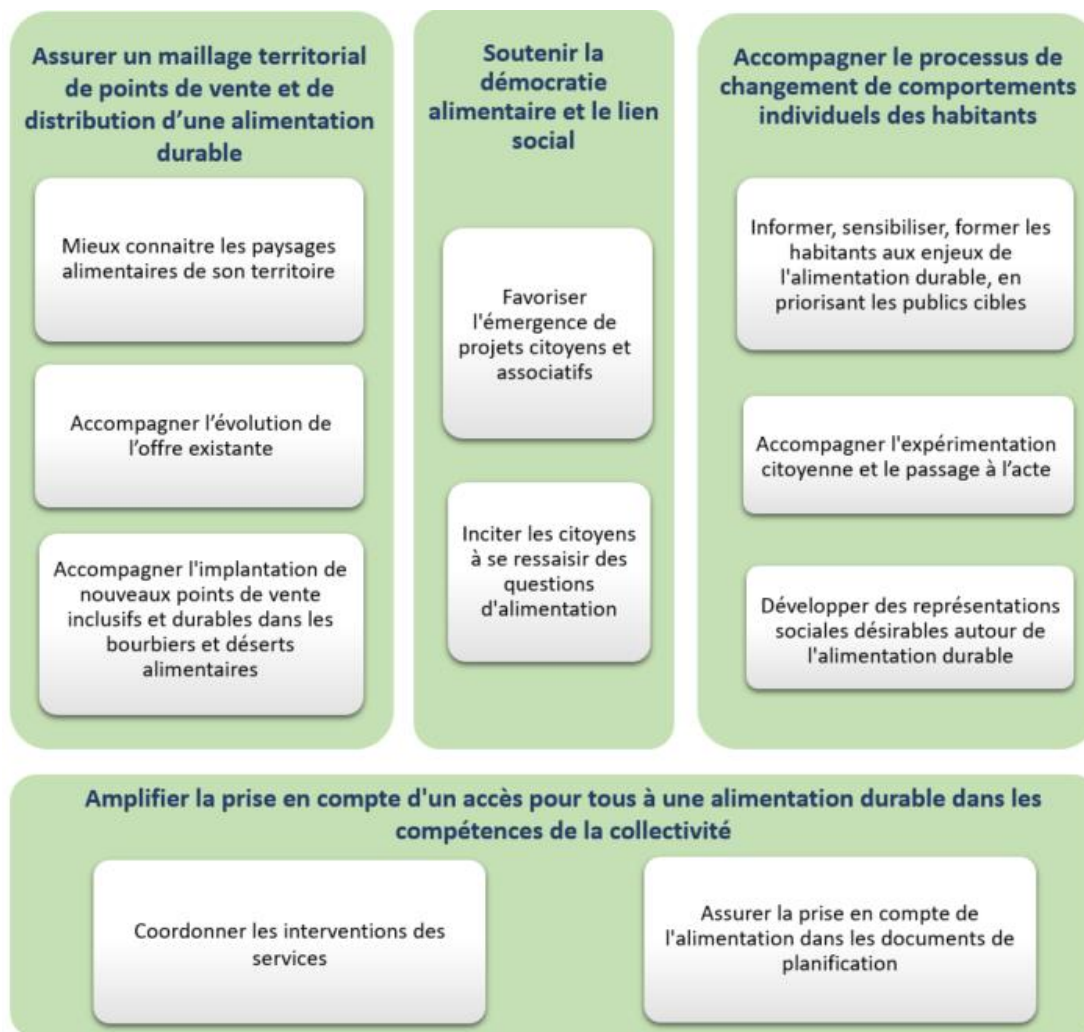 Assurer un maillage territorial
de points de vente et de
distribution d’une alimentation
durable
Mieux connaitre les paysages
alimentaires de son territoire
Accompagner l’évolution de
l’offre existante
Accompagner l'implantation de
nouveaux points de vente
inclusifs et durables dans les
bourbiers et déserts
alimentaires
Soutenir la
démocratie
alimentaire et le lien
social
Favoriser
l'émergence de
projets citoyens et
associatifs
Inciter les citoyens
à se ressaisir des
questions
d'alimentation
Accompagner le processus de
changement de comportements
individuels des habitants
Informer, sensibiliser, former les
habitants aux enjeux de
l'alimentation durable, en
priorisant les publics cibles
Accompagner l'expérimentation
citoyenne et le passage à l’acte
Développer des représentations
sociales désirables autour de
l'alimentation durable
Amplifier la prise en compte d'un accès pour tous à une alimentation durable dans les
compétences de la collectivité
Coordonner les interventions des
services
Assurer la prise en compte de
l'alimentation dans les documents de
planification